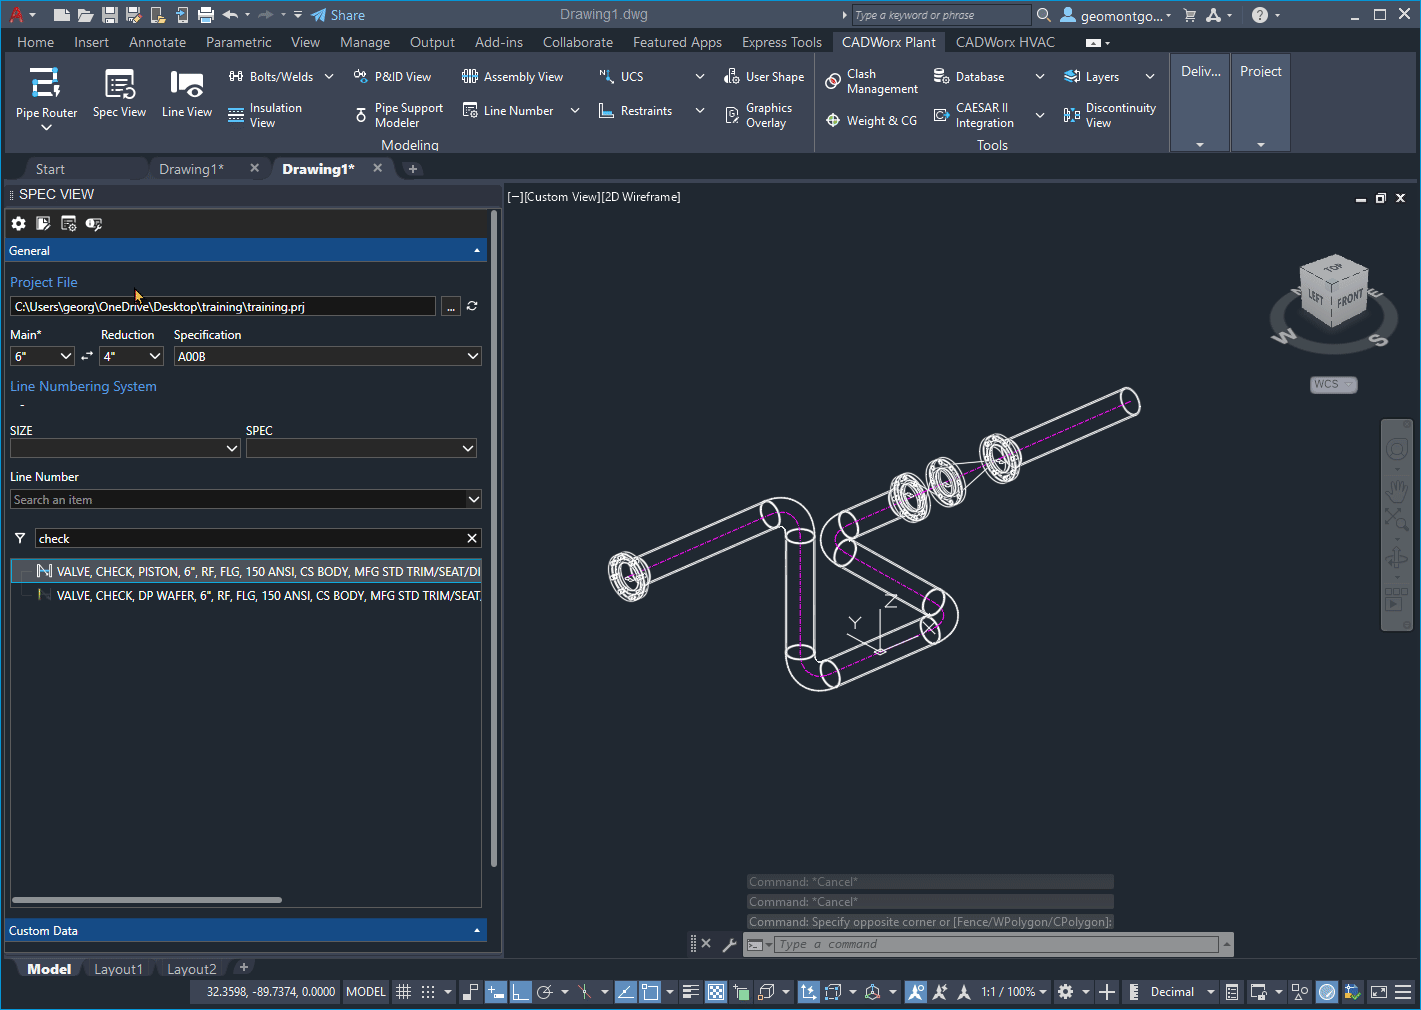 Share
Drawing1.dwg
Type a keyword or phrase
geomontgo...
Home Insert Annotate Parametric View Manage Output Add-ins Collaborate Featured Apps Express Tools CADWorx Plant CADWorx HVAC
Pipe Router
Spec View
Line View
Bolts/Welds
Insulation
View
P&ID View
Pipe Support
Modeler
Assembly View
Line Number
UCS
Restraints
User Shape
Graphics
Overlay
Modeling
Clash
Management
Weight & CG
Database
CAESAR II
Integration
Layers
Discontinuity
View
Tools
Deliv...
Project
Start
Drawing1*
Drawing1*
SPEC VIEW
[−][Custom View][2D Wireframe]
General
Project File
C:\Users\georg\OneDrive\Desktop\training\training.prj
...
Main* Reduction Specification
6" 4" A00B
Line Numbering System
-
SIZE SPEC
Line Number
Search an item
check
VALVE, CHECK, PISTON, 6", RF, FLG, 150 ANSI, CS BODY, MFG STD TRIM/SEAT/DI
VALVE, CHECK, DP WAFER, 6", RF, FLG, 150 ANSI, CS BODY, MFG STD TRIM/SEAT,
Custom Data
TOP
LEFT
FRONT
N
E
W
S
WCS
Z
Y
X
Command: *Cancel*
Command: *Cancel*
Command: Specify opposite corner or [Fence/WPolygon/CPolygon]:
Type a command
Model Layout1 Layout2
32.3598, -89.7374, 0.0000 MODEL 1:1 / 100% Decimal